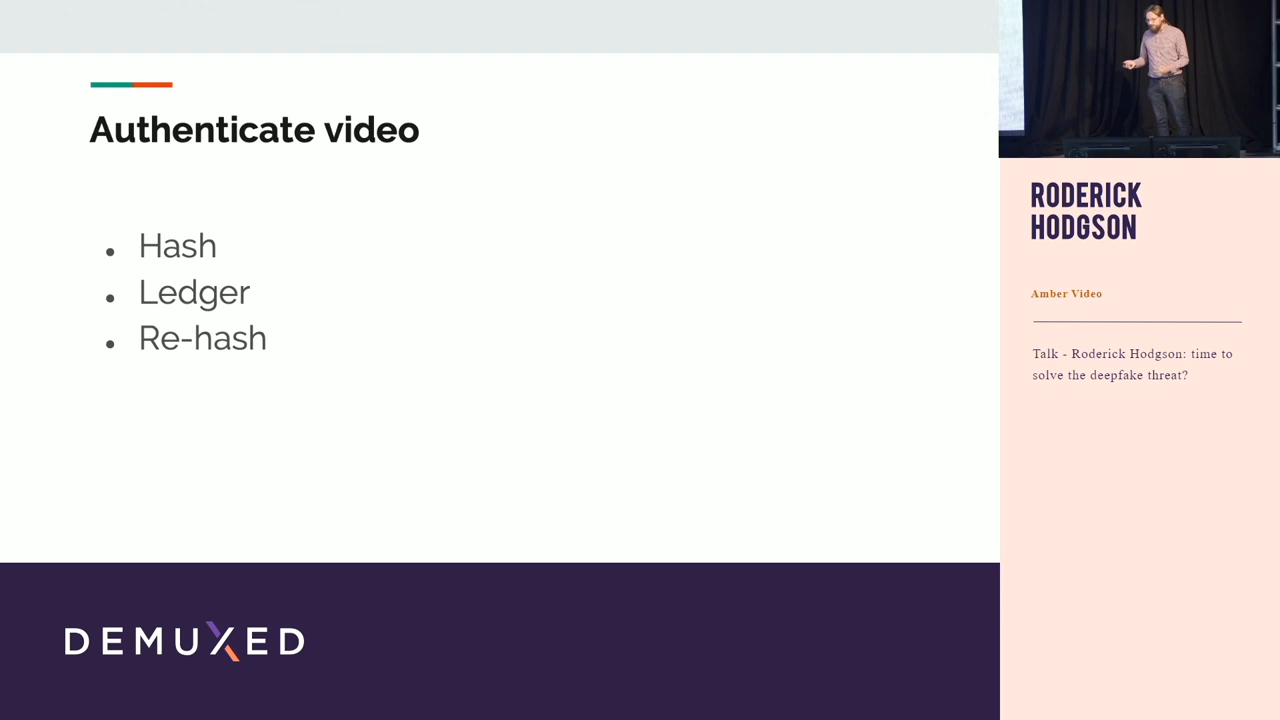 Authenticate video
Hash
Ledger
Re-hash
DEMUXED
RODERICK
HODGSON
Amber Video
Talk - Roderick Hodgson: time to
solve the deepfake threat?